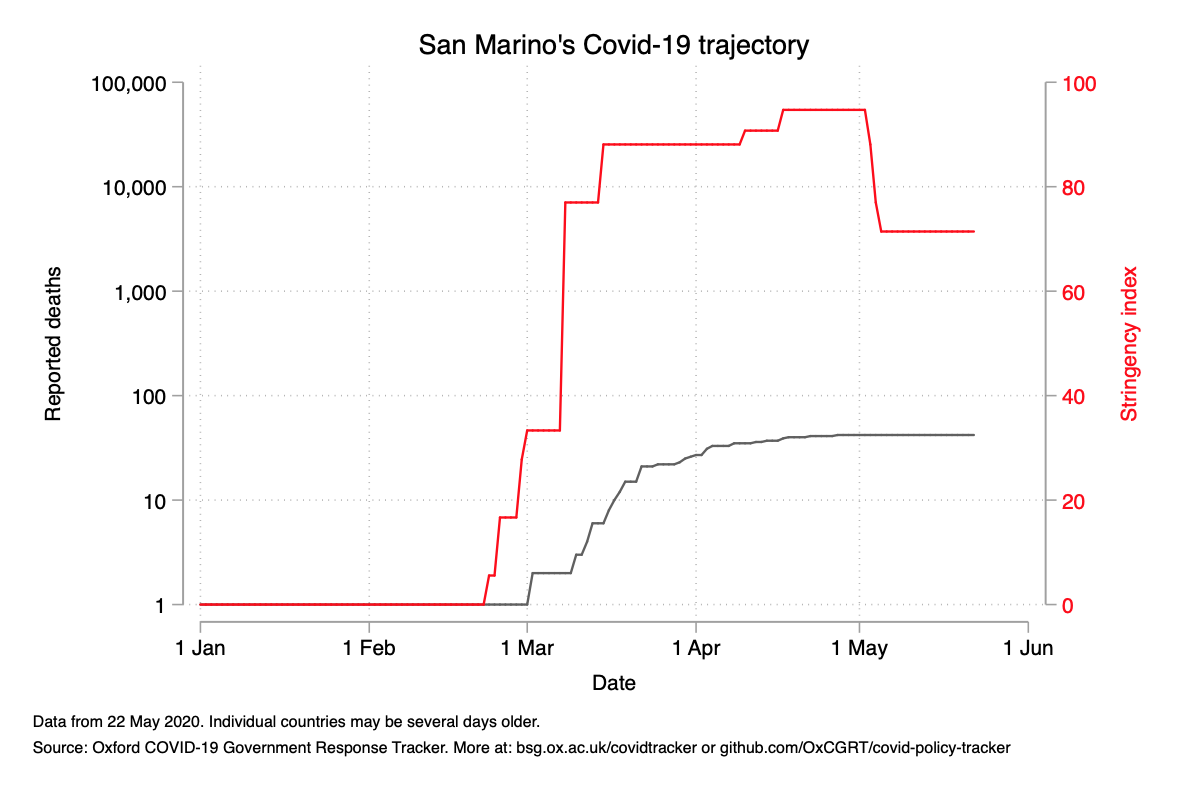 San Marino's Covid-19 trajectory
100,000
10,000
1,000
100
10
1
Reported deaths
100
80
60
40
20
0
Stringency index
1 Jan
1 Feb
1 Mar
1 Apr
1 May
1 Jun
Date
Data from 22 May 2020. Individual countries may be several days older.
Source: Oxford COVID-19 Government Response Tracker. More at: bsg.ox.ac.uk/covidtracker or github.com/OxCGRT/covid-policy-tracker